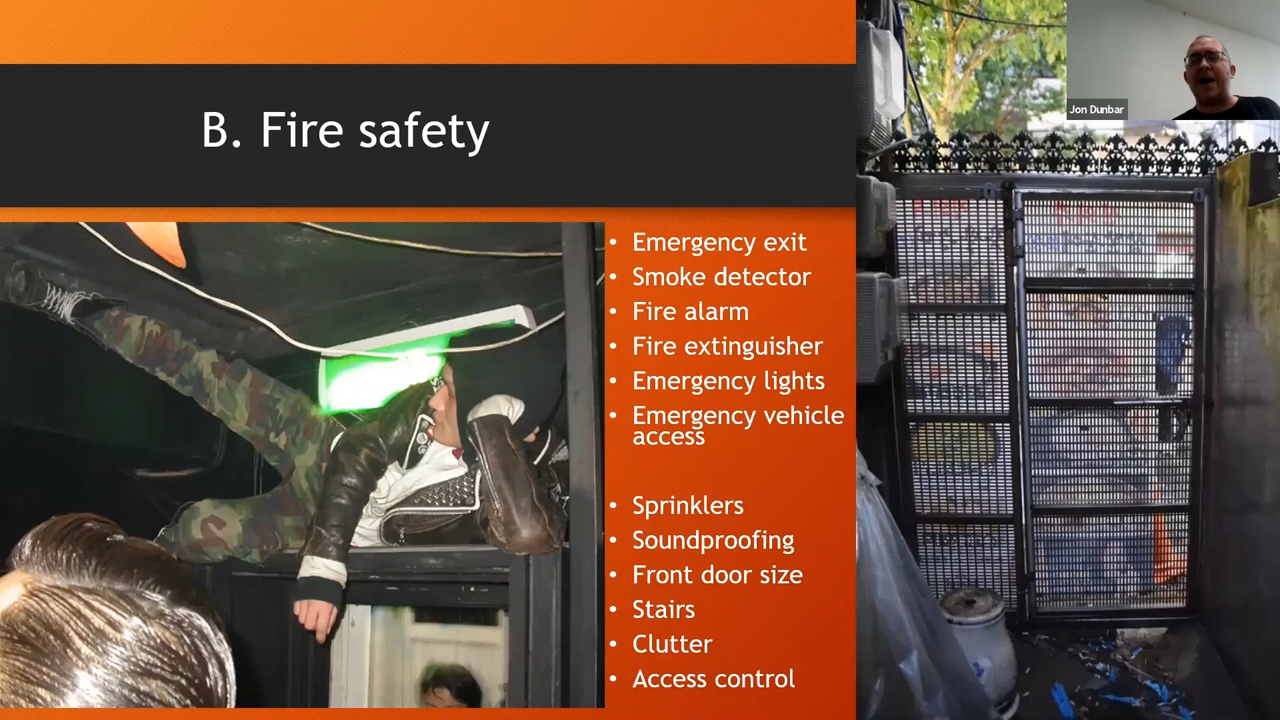 B. Fire safety
• Emergency exit
• Smoke detector
• Fire alarm
• Fire extinguisher
• Emergency lights
• Emergency vehicle
access
• Sprinklers
• Soundproofing
• Front door size
• Stairs
• Clutter
• Access control
Jon Dunbar